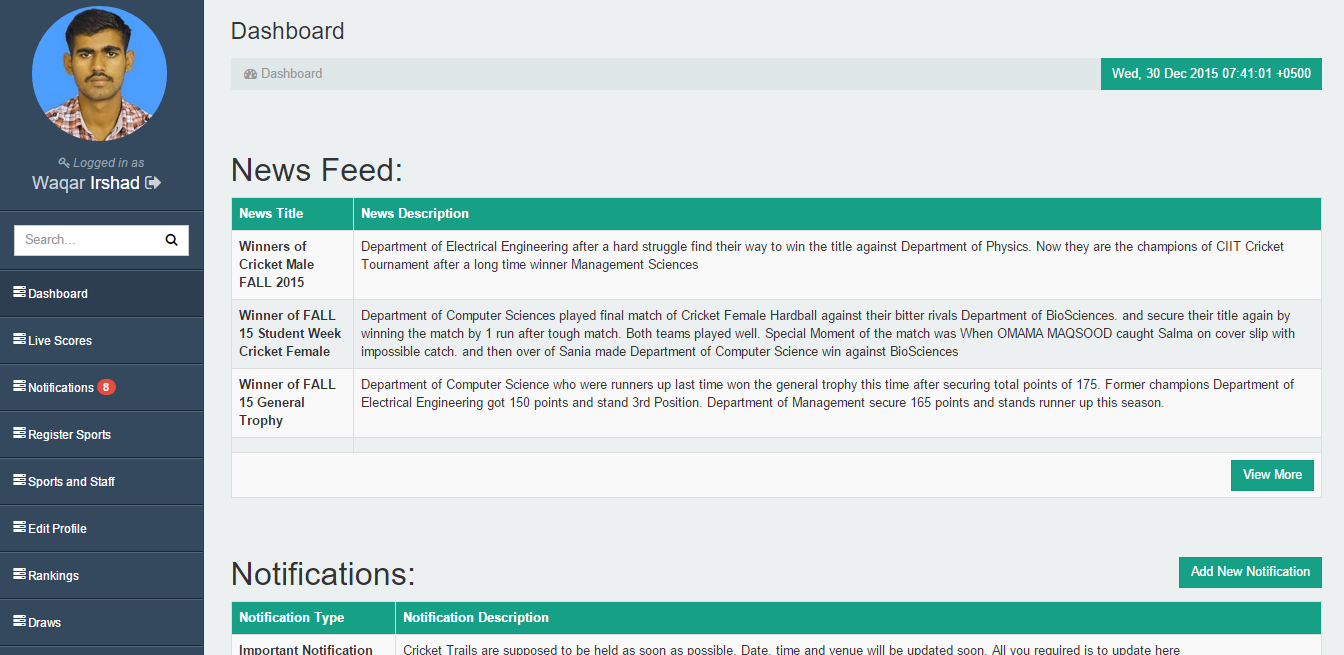 Logged in as
Waqar Irshad
Search...
Dashboard
Live Scores
Notifications 8
Register Sports
Sports and Staff
Edit Profile
Rankings
Draws
Dashboard
Dashboard
Wed, 30 Dec 2015 07:41:01 +0500
News Feed:
News Title
News Description
Winners of
Cricket Male
FALL 2015
Department of Electrical Engineering after a hard struggle find their way to win the title against Department of Physics. Now they are the champions of CIIT Cricket
Tournament after a long time winner Management Sciences
Winner of FALL
15 Student Week
Cricket Female
Department of Computer Sciences played final match of Cricket Female Hardball against their bitter rivals Department of BioSciences. and secure their title again by
winning the match by 1 run after tough match. Both teams played well. Special Moment of the match was When OMAMA MAQSOOD caught Salma on cover slip with
impossible catch. and then over of Sania made Department of Computer Science win against BioSciences
Winner of FALL
15 General
Trophy
Department of Computer Science who were runners up last time won the general trophy this time after securing total points of 175. Former champions Department of
Electrical Engineering got 150 points and stand 3rd Position. Department of Management secure 165 points and stands runner up this season.
View More
Notifications:
Add New Notification
Notification Type
Notification Description
Important Notification
Cricket Trails are supposed to be held as soon as possible. Date, time and venue will be updated soon. All you required is to update here